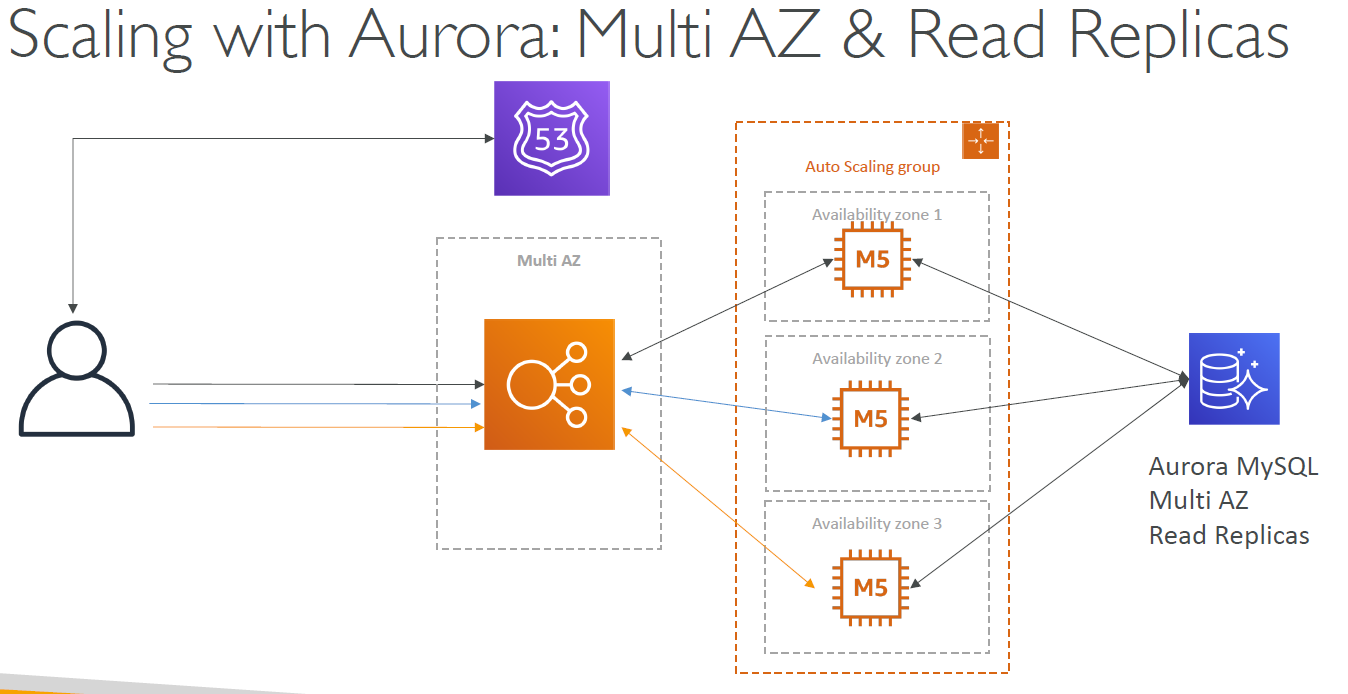 Scaling with Aurora: Multi AZ & Read Replicas
53
Auto Scaling group
Availability zone 1
M5
Multi AZ
Availability zone 2
M5
Aurora MySQL
Multi AZ
Read Replicas
Availability zone 3
M5